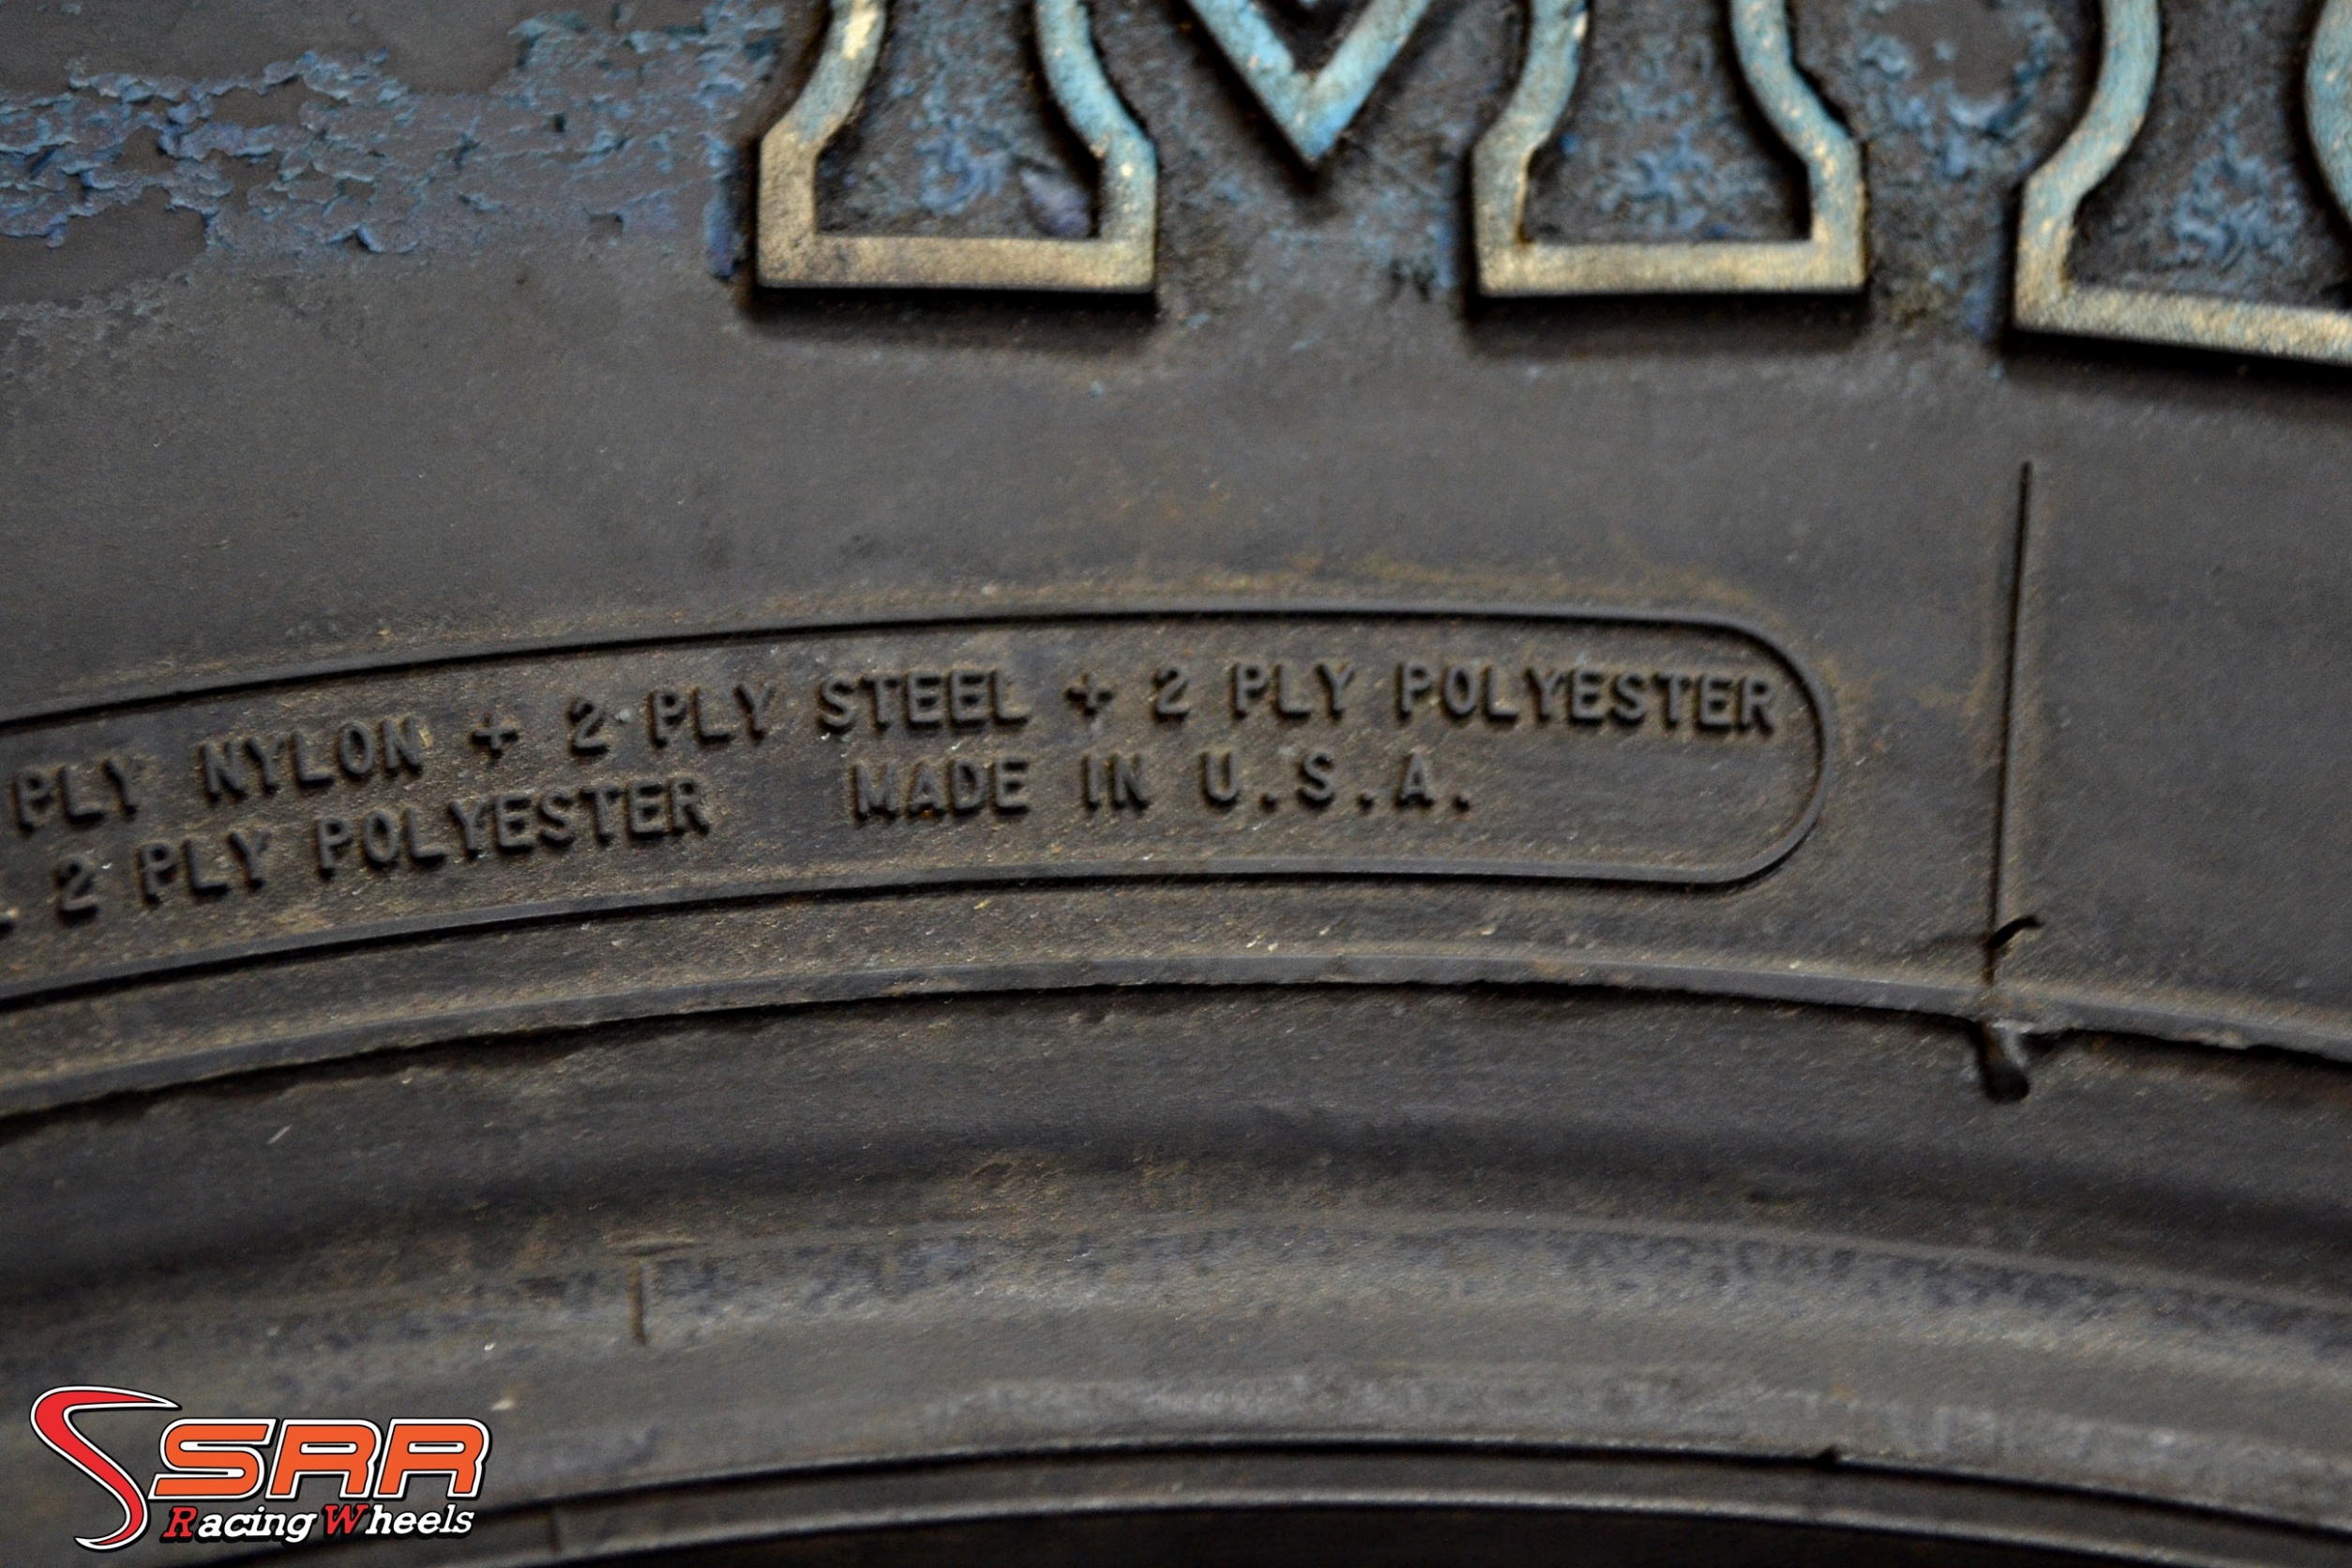 PLY NYLON + 2 PLY STEEL + 2 PLY POLYESTER
2 PLY POLYESTER MADE IN U.S.A.
SRR
Racing Wheels